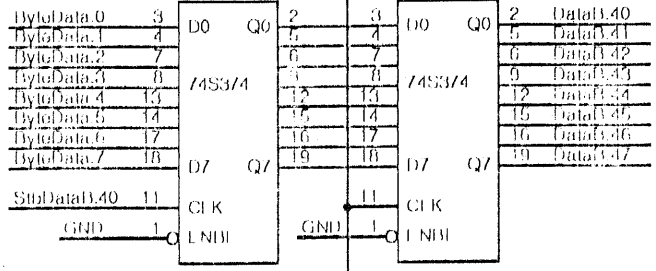 ByteData.0 3 D0 Q0 2 3 D0 Q0 2 DataB.40
ByteData.1 4 5 4 5 DataB.41
ByteData.2 7 6 7 6 DataB.42
ByteData.3 8 74S374 9 8 74S374 9 DataB.43
ByteData.4 13 12 13 12 DataB.44
ByteData.5 14 15 14 15 DataB.45
ByteData.6 17 16 17 16 DataB.46
ByteData.7 18 D7 Q7 19 18 D7 Q7 19 DataB.47
StbDataB.40 11 CLK 11 CLK
GND 1 ENBL GND 1 ENBL